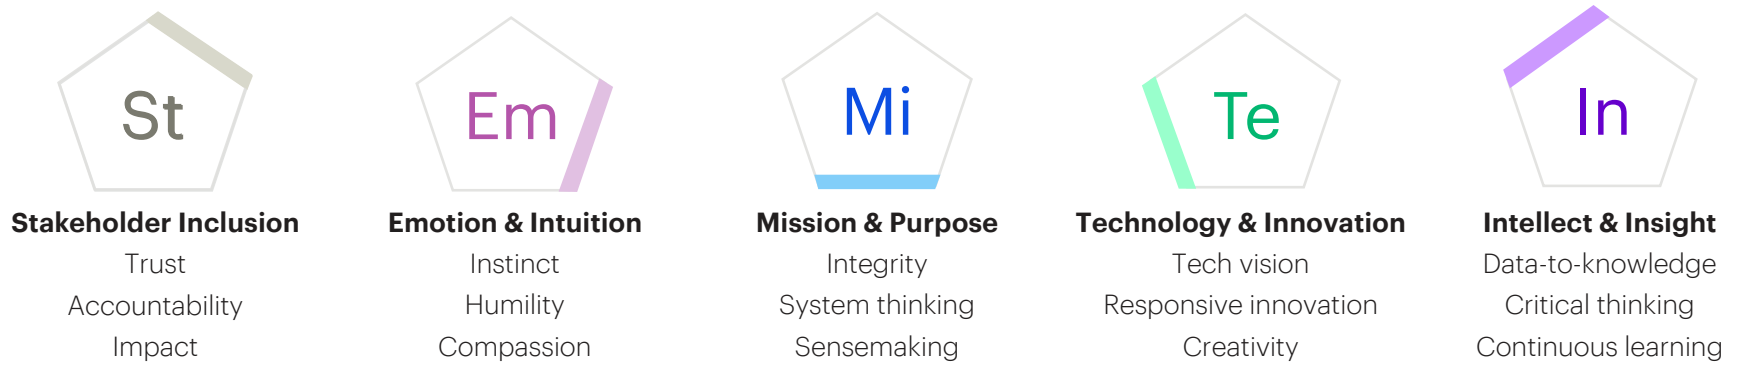 St
Stakeholder Inclusion
Trust
Accountability
Impact
Em
Emotion & Intuition
Instinct
Humility
Compassion
Mi
Mission & Purpose
Integrity
System thinking
Sensemaking
Te
Technology & Innovation
Tech vision
Responsive innovation
Creativity
In
Intellect & Insight
Data-to-knowledge
Critical thinking
Continuous learning